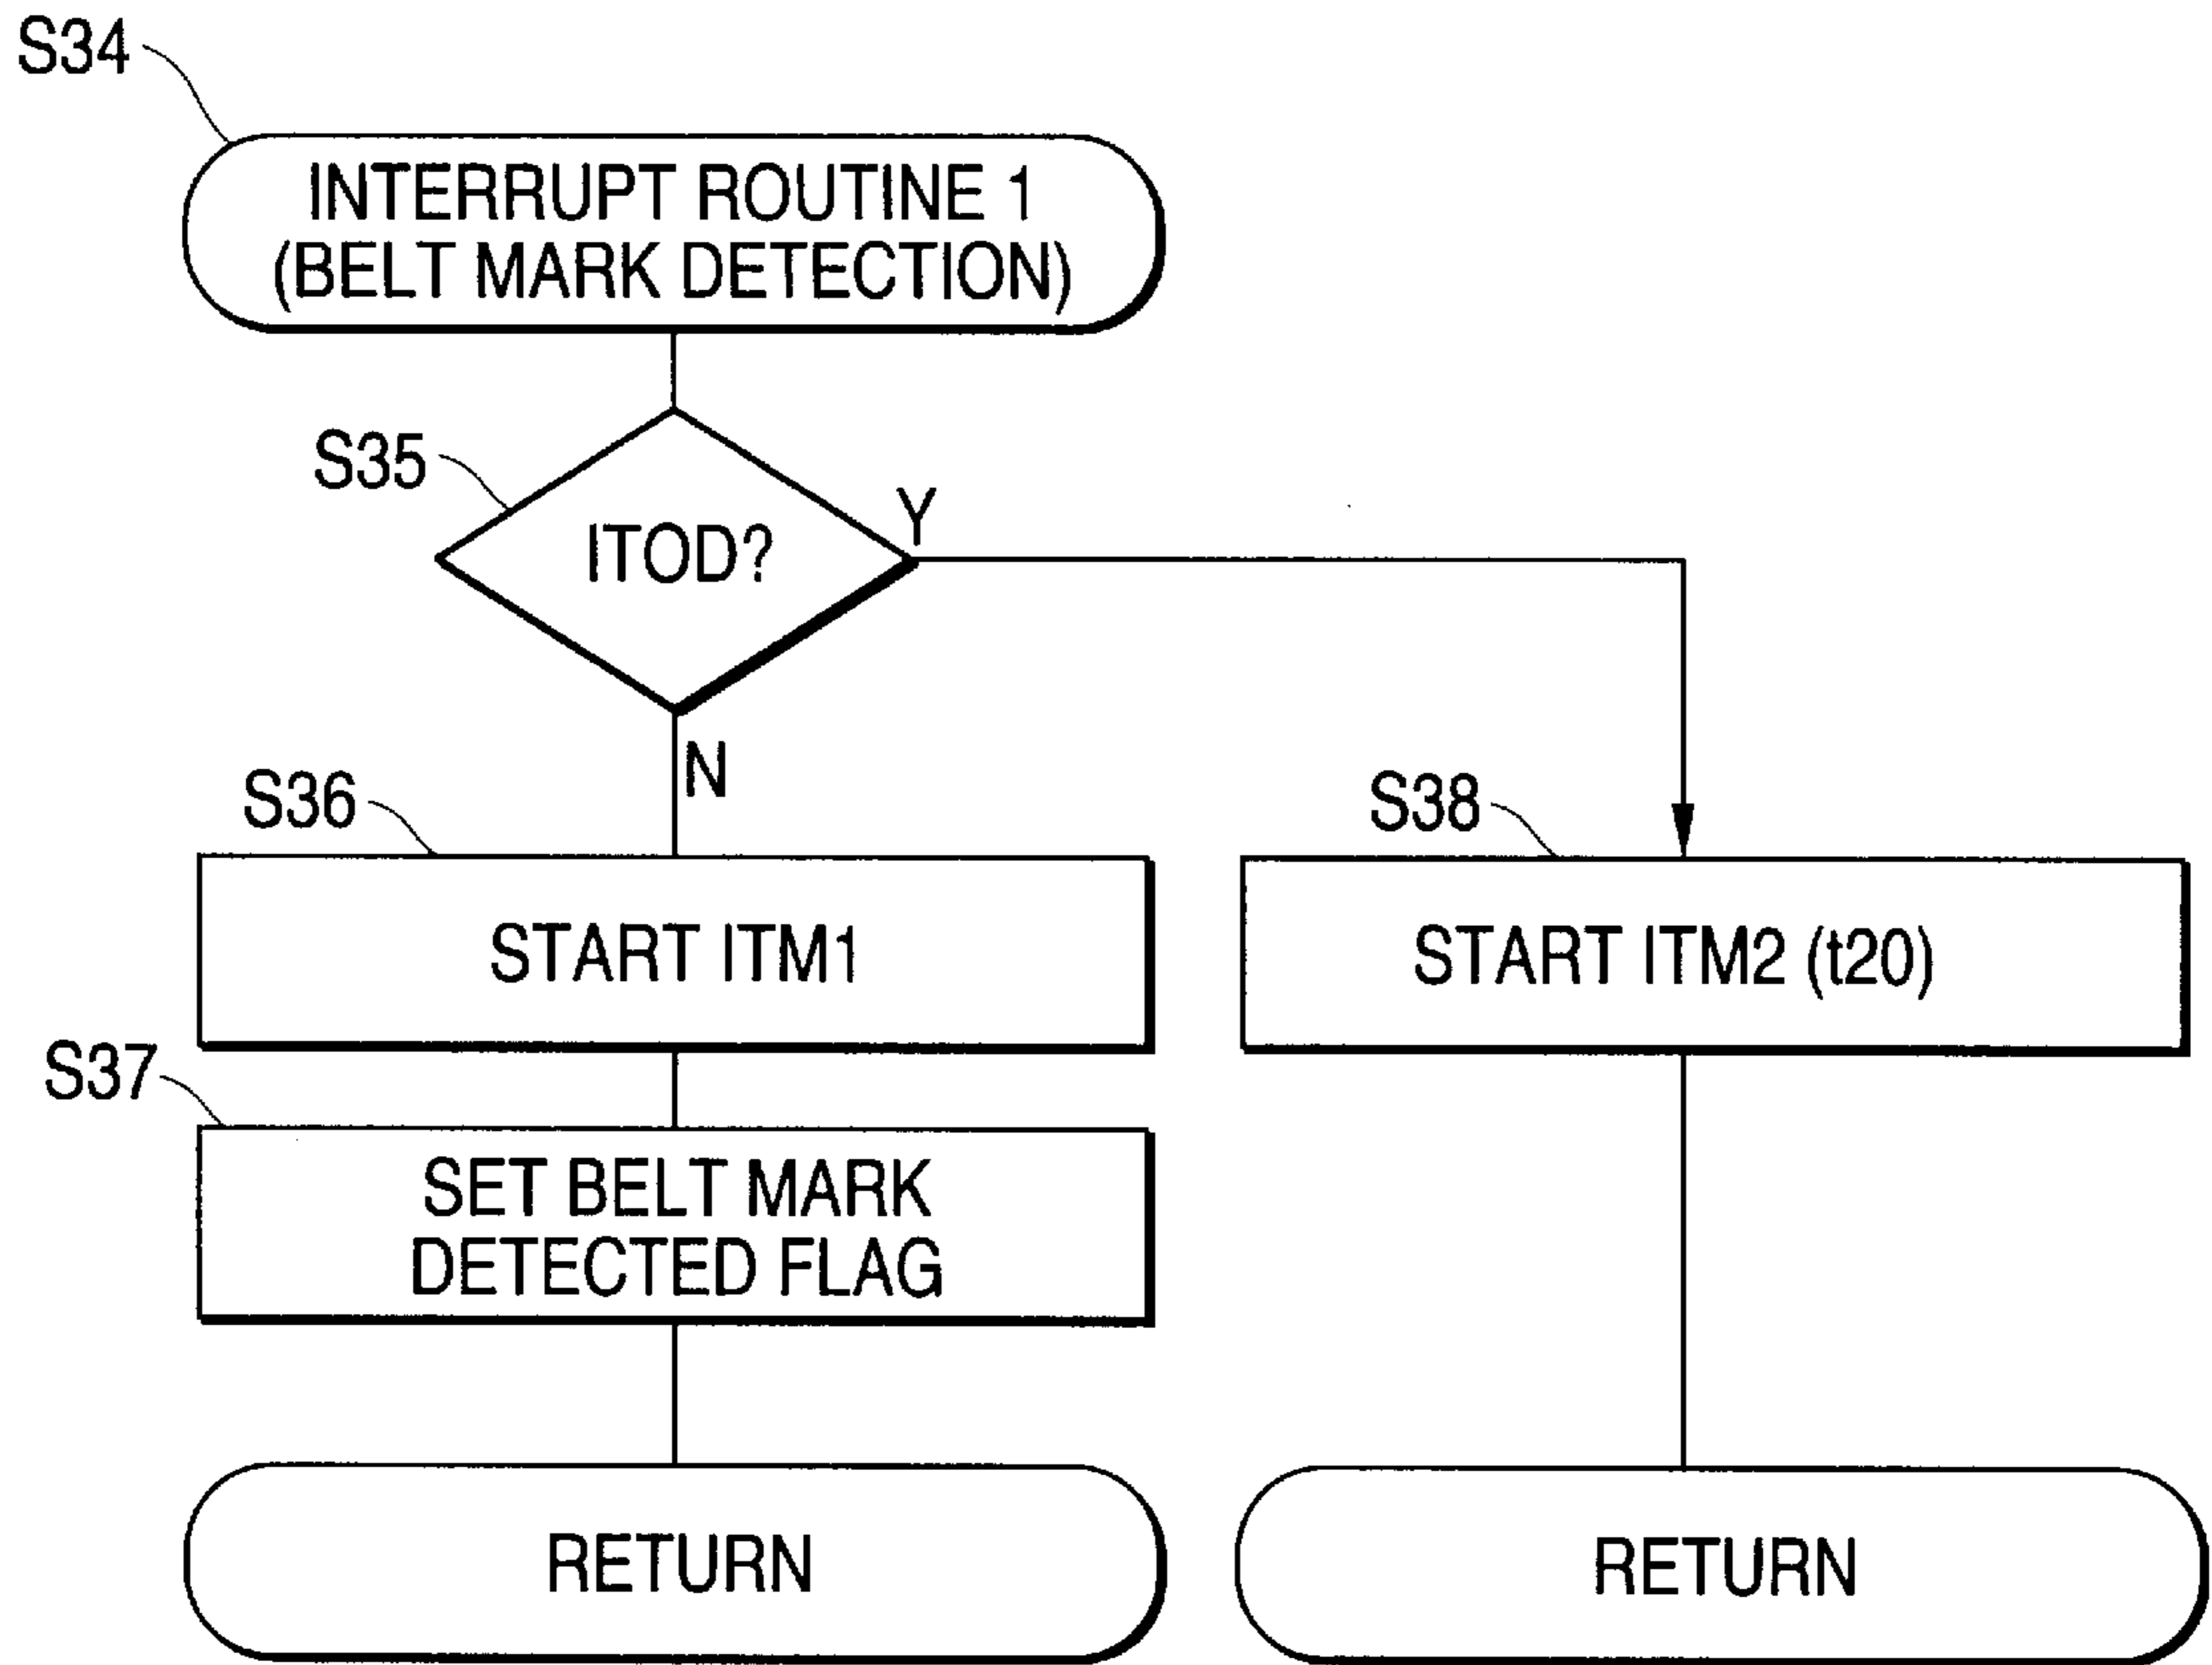 S34
INTERRUPT ROUTINE 1
(BELT MARK DETECTION)
S35
ITOD?
Y
N
S36
START ITM1
S38
START ITM2 (t20)
S37
SET BELT MARK
DETECTED FLAG
RETURN
RETURN